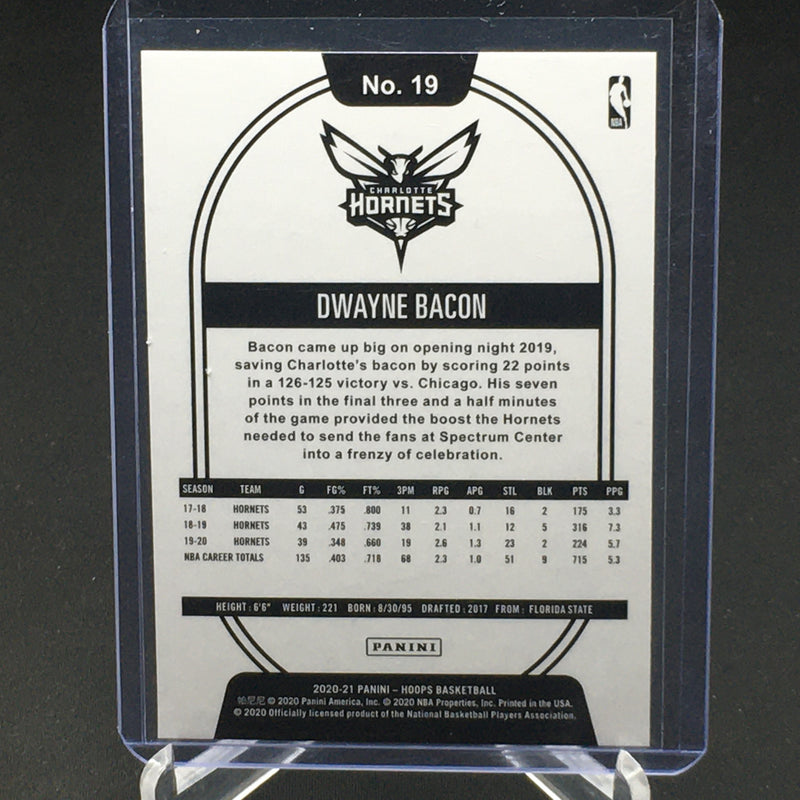 No. 19
NBA
CHARLOTTE
HORNETS
DWAYNE BACON
Bacon came up big on opening night 2019,
saving Charlotte's bacon by scoring 22 points
in a 126-125 victory vs. Chicago. His seven
points in the final three and a half minutes
of the game provided the boost the Hornets
needed to send the fans at Spectrum Center
into a frenzy of celebration.
SEASON TEAM G FG% FT% 3PM RPG APG STL BLK PTS PPG
17-18 HORNETS 53 .375 .800 11 2.3 0.7 16 2 175 3.3
18-19 HORNETS 43 .475 .739 38 2.1 1.1 12 5 316 7.3
19-20 HORNETS 39 .348 .660 19 2.6 1.3 23 2 224 5.7
NBA CAREER TOTALS 135 .403 .718 68 2.3 1.0 51 9 715 5.3
HEIGHT: 6'6" WEIGHT: 221 BORN: 8/30/95 DRAFTED: 2017 FROM: FLORIDA STATE
PANINI
2020-21 PANINI – HOOPS BASKETBALL
帕尼尼 © 2020 Panini America, Inc. © 2020 NBA Properties, Inc. Printed in the USA.
© 2020 Officially licensed product of the National Basketball Players Association.